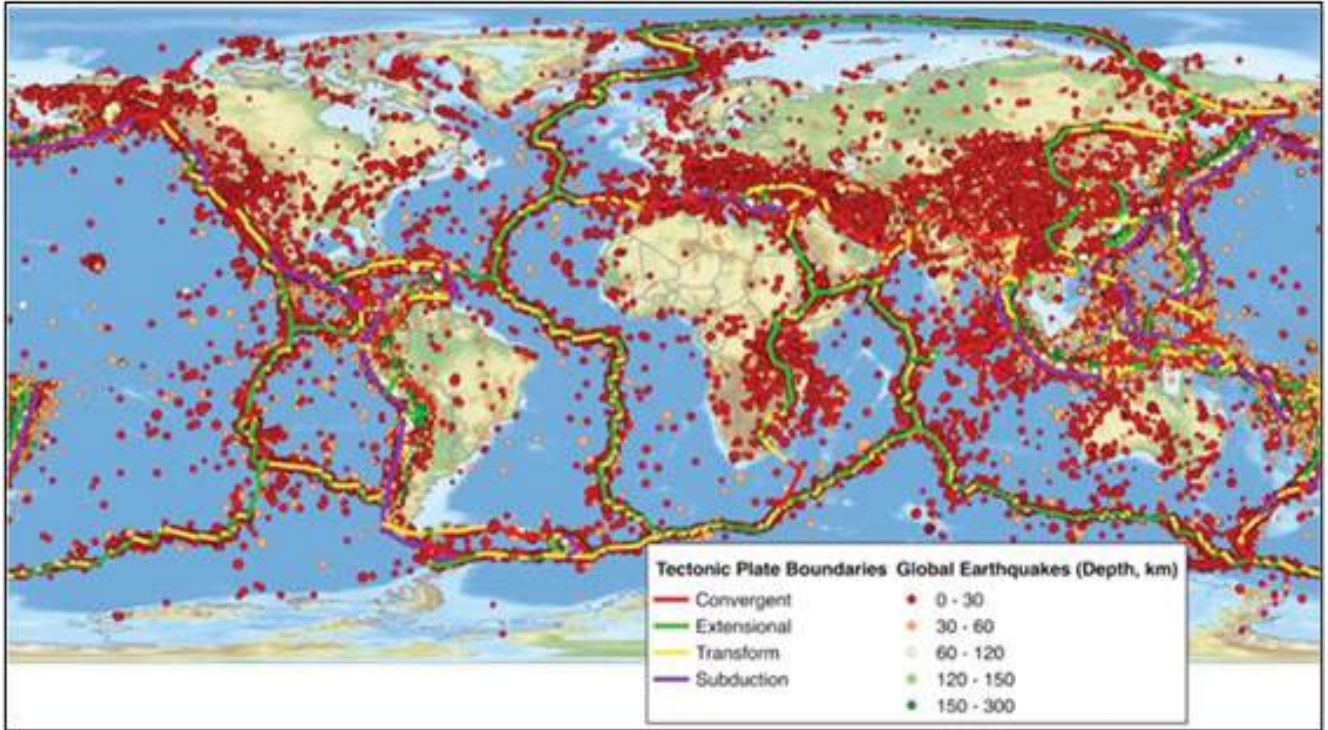 Tectonic Plate Boundaries Global Earthquakes (Depth, km)
Convergent 0 - 30
Extensional 30 - 60
Transform 60 - 120
Subduction 120 - 150
150 - 300